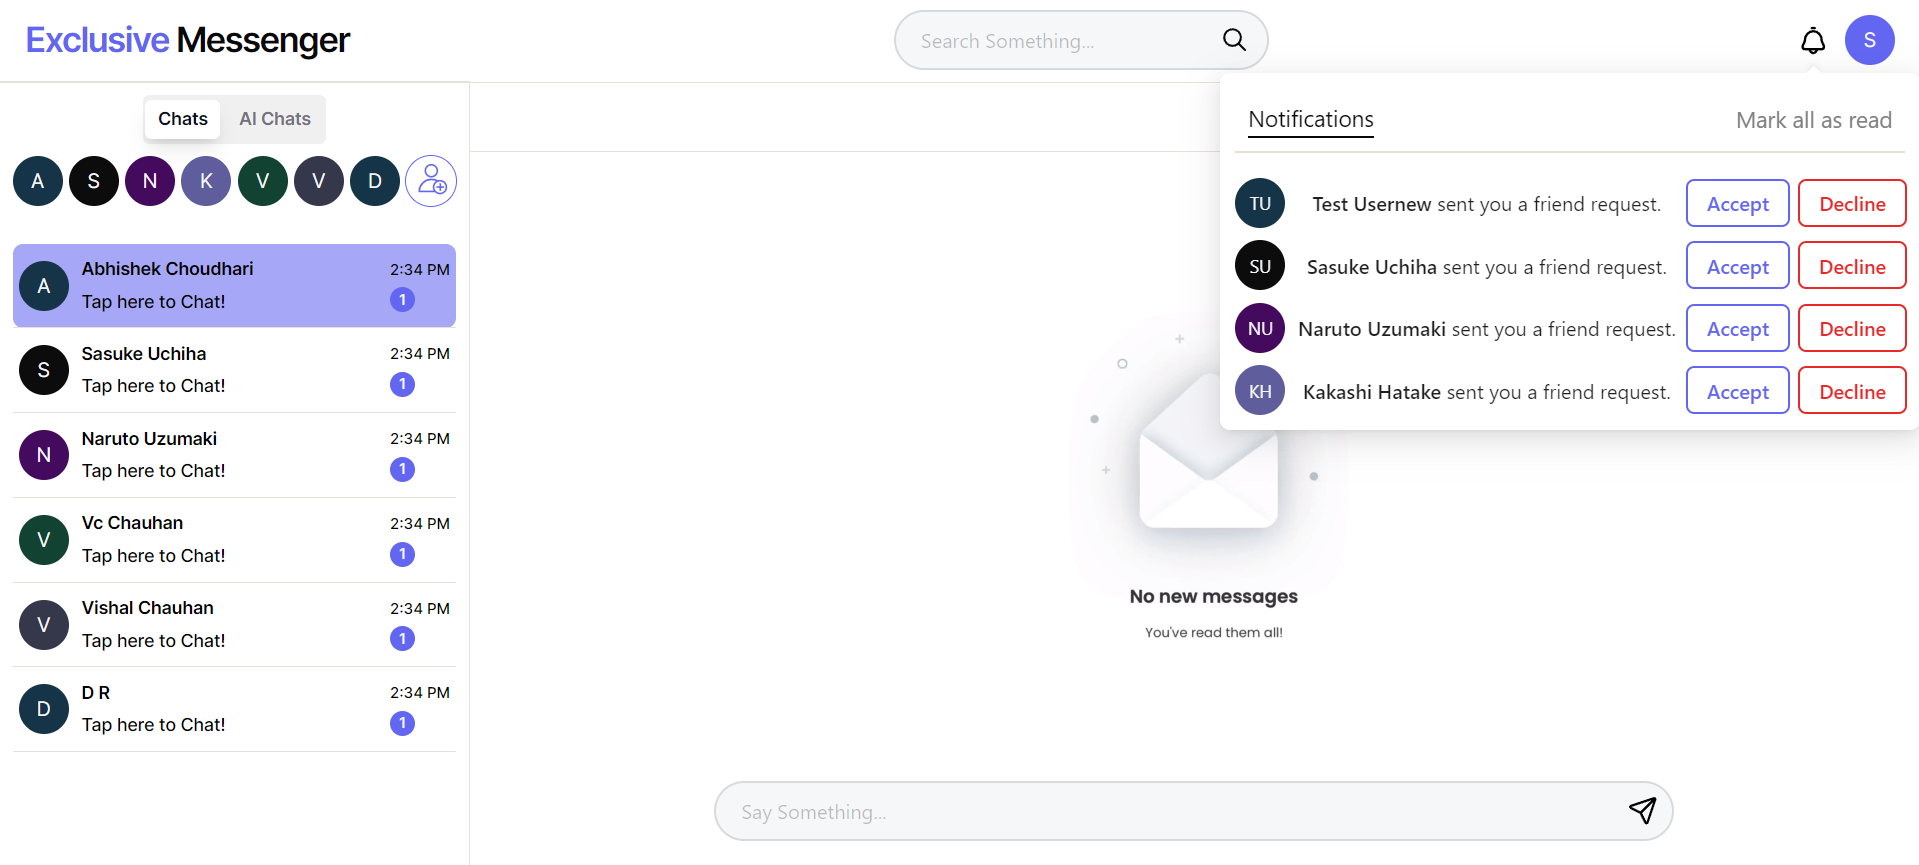 Exclusive Messenger
Search Something...
S
Chats AI Chats
A S N K V V D
A
Abhishek Choudhari 2:34 PM
Tap here to Chat! 1
S
Sasuke Uchiha 2:34 PM
Tap here to Chat! 1
N
Naruto Uzumaki 2:34 PM
Tap here to Chat! 1
V
Vc Chauhan 2:34 PM
Tap here to Chat! 1
V
Vishal Chauhan 2:34 PM
Tap here to Chat! 1
D
D R 2:34 PM
Tap here to Chat! 1
Notifications Mark all as read
TU Test Usernew sent you a friend request. Accept Decline
SU Sasuke Uchiha sent you a friend request. Accept Decline
NU Naruto Uzumaki sent you a friend request. Accept Decline
KH Kakashi Hatake sent you a friend request. Accept Decline
No new messages
You've read them all!
Say Something...